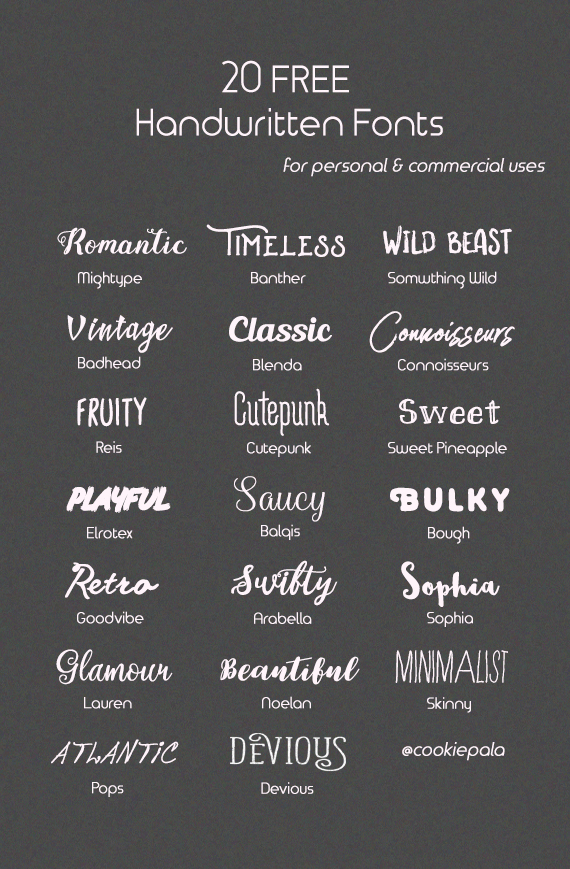 20 FREE
Handwritten Fonts
for personal & commercial uses
Romantic TIMELESS WILD BEAST
Mightype Banther Somwthing Wild
Vintage Classic Connoisseurs
Badhead Blenda Connoisseurs
FRUITY Cutepunk Sweet
Reis Cutepunk Sweet Pineapple
PLAYFUL Saucy BULKY
Elrotex Balqis Bough
Retro Swifty Sophia
Goodvibe Arabella Sophia
Glamour Beautiful MINIMALIST
Lauren Noelan Skinny
ATLANTiC DEVIOUS @cookiepala
Pops Devious